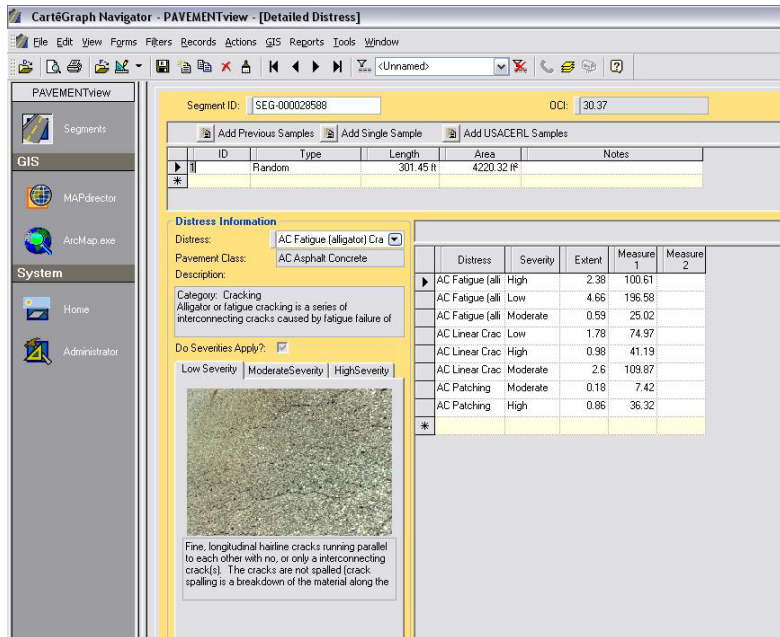 CartêGraph Navigator - PAVEMENTview - [Detailed Distress]
File Edit View Forms Filters Records Actions GIS Reports Tools Window
<Unnamed>
PAVEMENTview
Segments
GIS
MAPdirector
ArcMap.exe
System
Home
Administrator
Segment ID: SEG-000028588 OCI: 30.37
Add Previous Samples Add Single Sample Add USACERL Samples
ID Type Length Area Notes
1 Random 301.45 ft 4220.32 ft²
Distress Information
Distress: AC Fatigue (alligator) Cra
Pavement Class: AC Asphalt Concrete
Description:
Category: Cracking
Alligator or fatigue cracking is a series of
interconnecting cracks caused by fatigue failure of
Do Severities Apply?:
Low Severity ModerateSeverity HighSeverity
Fine, longitudinal hairline cracks running parallel
to each other with no, or only a interconnecting
crack(s). The cracks are not spalled (crack
spalling is a breakdown of the material along the
Distress Severity Extent Measure 1 Measure 2
AC Fatigue (alli High 2.38 100.61
AC Fatigue (alli Low 4.66 196.58
AC Fatigue (alli Moderate 0.59 25.02
AC Linear Crac Low 1.78 74.97
AC Linear Crac High 0.98 41.19
AC Linear Crac Moderate 2.6 109.87
AC Patching Moderate 0.18 7.42
AC Patching High 0.86 36.32